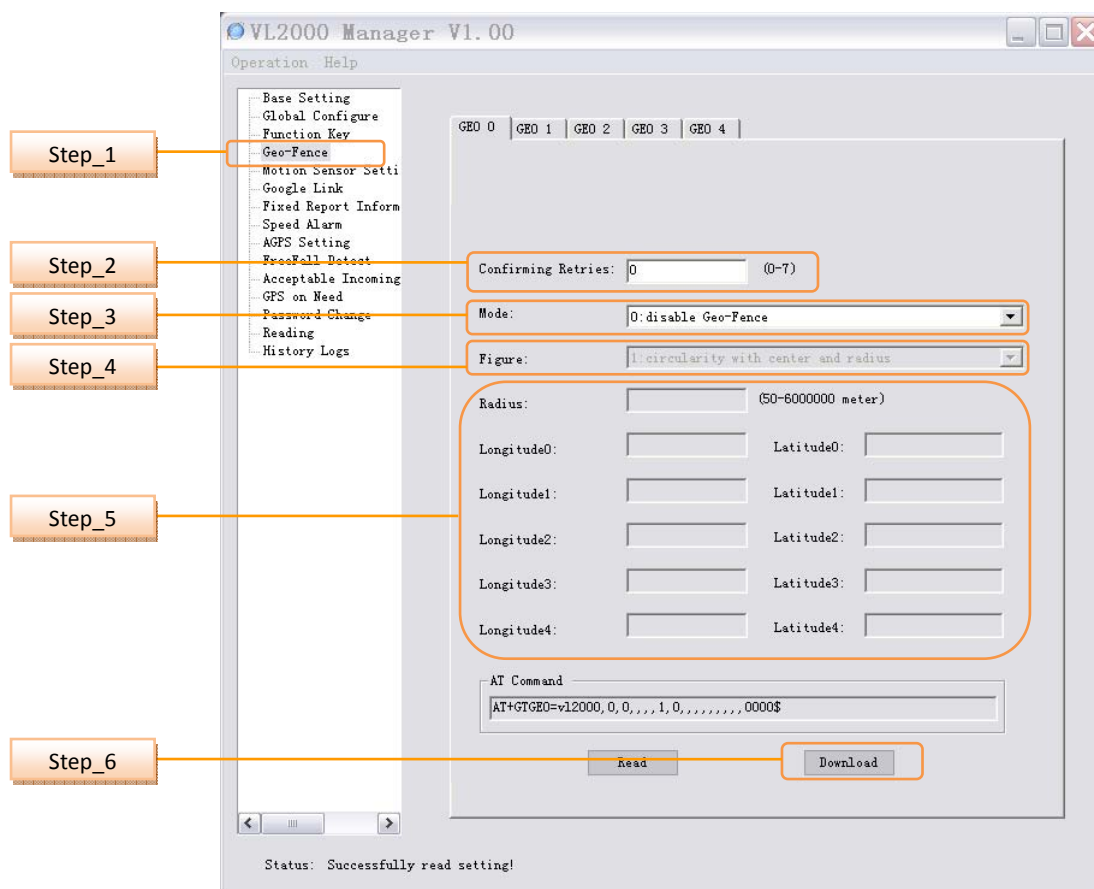 VL2000 Manager V1.00
Operation Help
Base Setting
Global Configure
Function Key
Geo-Fence
Motion Sensor Setti
Google Link
Fixed Report Inform
Speed Alarm
AGPS Setting
FreeFall Detect
Acceptable Incoming
GPS on Need
Password Change
Reading
History Logs
Step_1
Step_2
Step_3
Step_4
Step_5
Step_6
GEO 0 GEO 1 GEO 2 GEO 3 GEO 4
Confirming Retries: 0 (0-7)
Mode: 0:disable Geo-Fence
Figure: 1:circularity with center and radius
Radius: (50-6000000 meter)
Longitude0: Latitude0:
Longitude1: Latitude1:
Longitude2: Latitude2:
Longitude3: Latitude3:
Longitude4: Latitude4:
AT Command
AT+GTGEO=vl2000,0,0,,,,1,0,,,,,,,,,0000$
Read Download
Status: Successfully read setting!